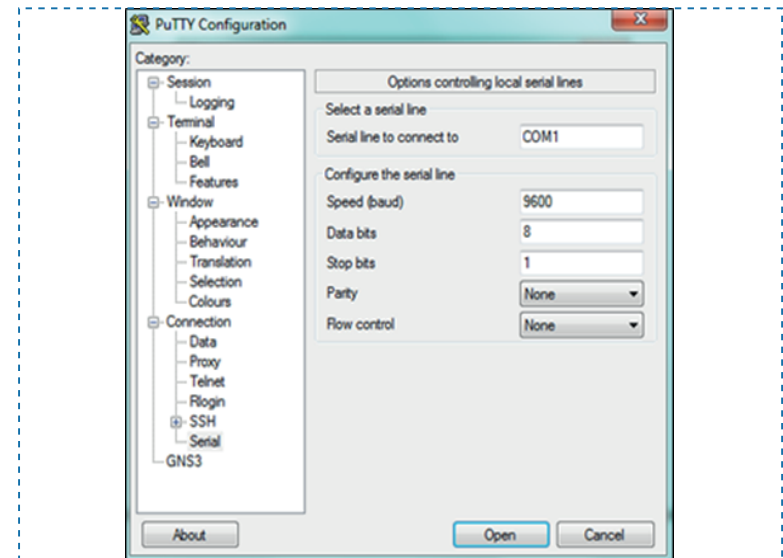 PuTTY Configuration
Category:
Session
Logging
Terminal
Keyboard
Bell
Features
Window
Appearance
Behaviour
Translation
Selection
Colours
Connection
Data
Proxy
Telnet
Rlogin
SSH
Serial
GNS3
Options controlling local serial lines
Select a serial line
Serial line to connect to COM1
Configure the serial line
Speed (baud) 9600
Data bits 8
Stop bits 1
Parity None
Flow control None
About Open Cancel